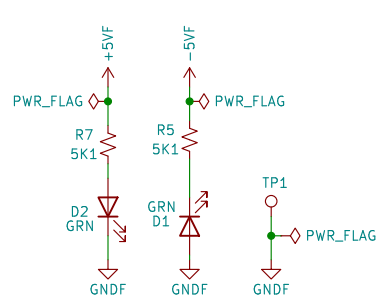 +5VF
-5VF
PWR_FLAG
PWR_FLAG
R7
5K1
R5
5K1
TP1
D2
GRN
GRN
D1
PWR_FLAG
GNDF
GNDF
GNDF